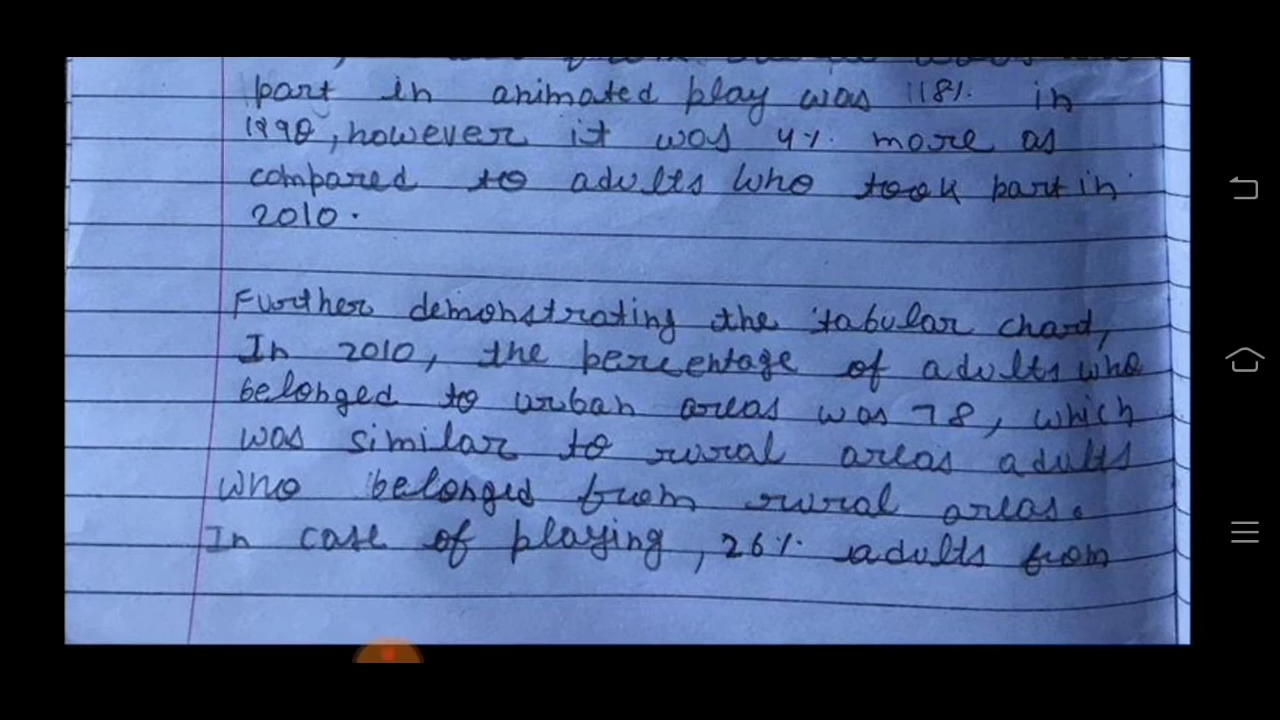 part in animated play was 18%. in
1998, however it was 4%. more as
compared to adults who took part in
2010.
Further demonstrating the tabular chart,
In 2010, the percentage of adults who
belonged to urban areas was 78, which
was similar to rural areas adults
who belonged from rural areas.
In case of playing, 26%. adults from